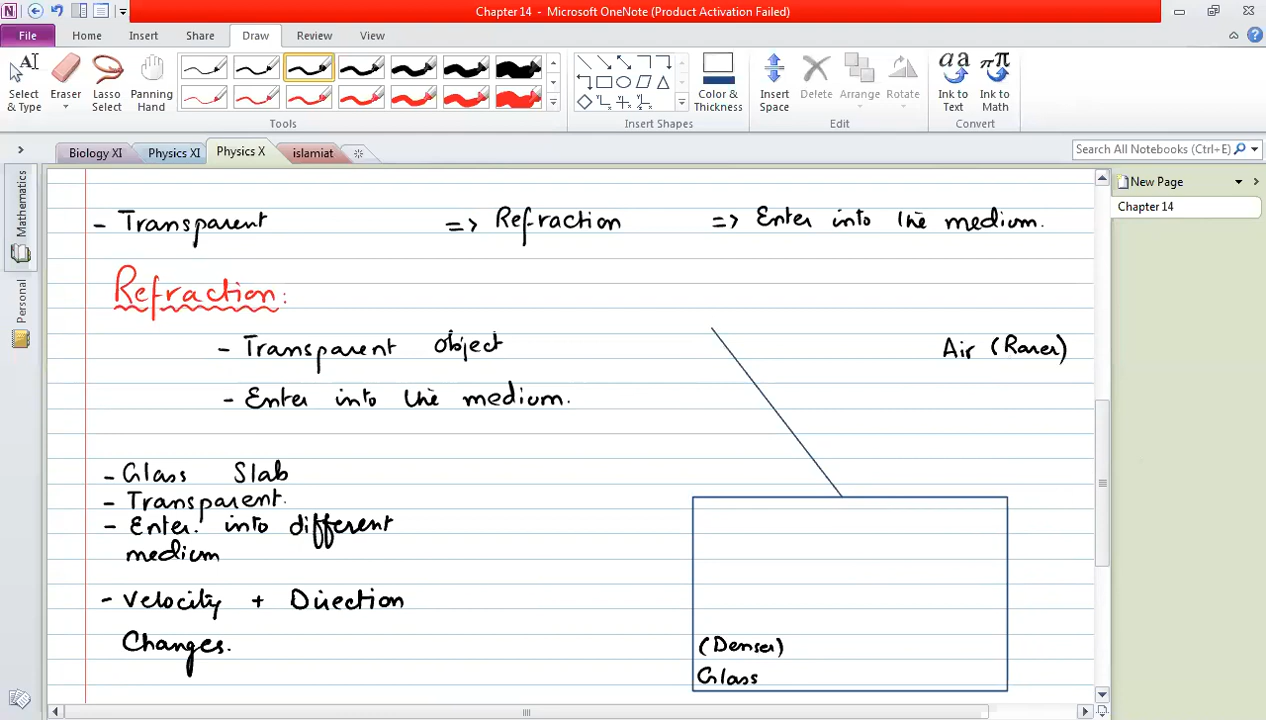 Chapter 14 - Microsoft OneNote (Product Activation Failed)
File Home Insert Share Draw Review View
Select & Type
Eraser
Lasso Select
Panning Hand
Color & Thickness
Insert Space
Delete
Arrange
Rotate
Ink to Text
Ink to Math
Tools
Insert Shapes
Edit
Convert
Biology XI Physics XI Physics X islamiat
Search All Notebooks (Ctrl+E)
New Page
Chapter 14
Mathematics
Personal
- Transparent => Refraction => Enter into the medium.
Refraction:
- Transparent object
Air (Rarer)
- Enter into the medium.
- Glass Slab
- Transparent.
- Enter. into different
medium
- Velocity + Direction
Changes.
(Denser)
Glass